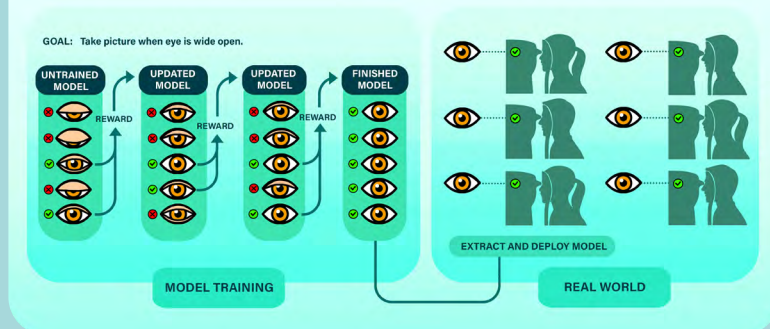 GOAL: Take picture when eye is wide open.
UNTRAINED
MODEL
UPDATED
MODEL
UPDATED
MODEL
FINISHED
MODEL
REWARD
REWARD
REWARD
EXTRACT AND DEPLOY MODEL
MODEL TRAINING
REAL WORLD